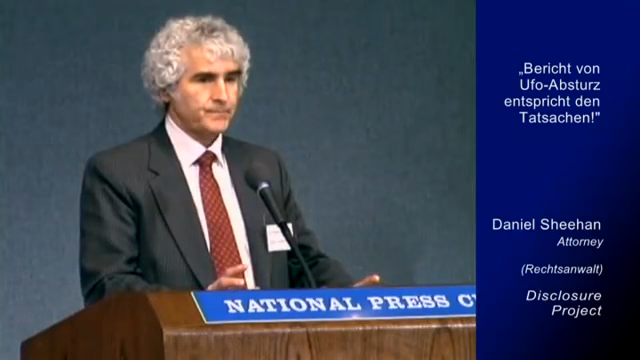 „Bericht von
Ufo-Absturz
entspricht den
Tatsachen!"
Daniel Sheehan
Attorney
(Rechtsanwalt)
Disclosure
Project
NATIONAL PRESS C